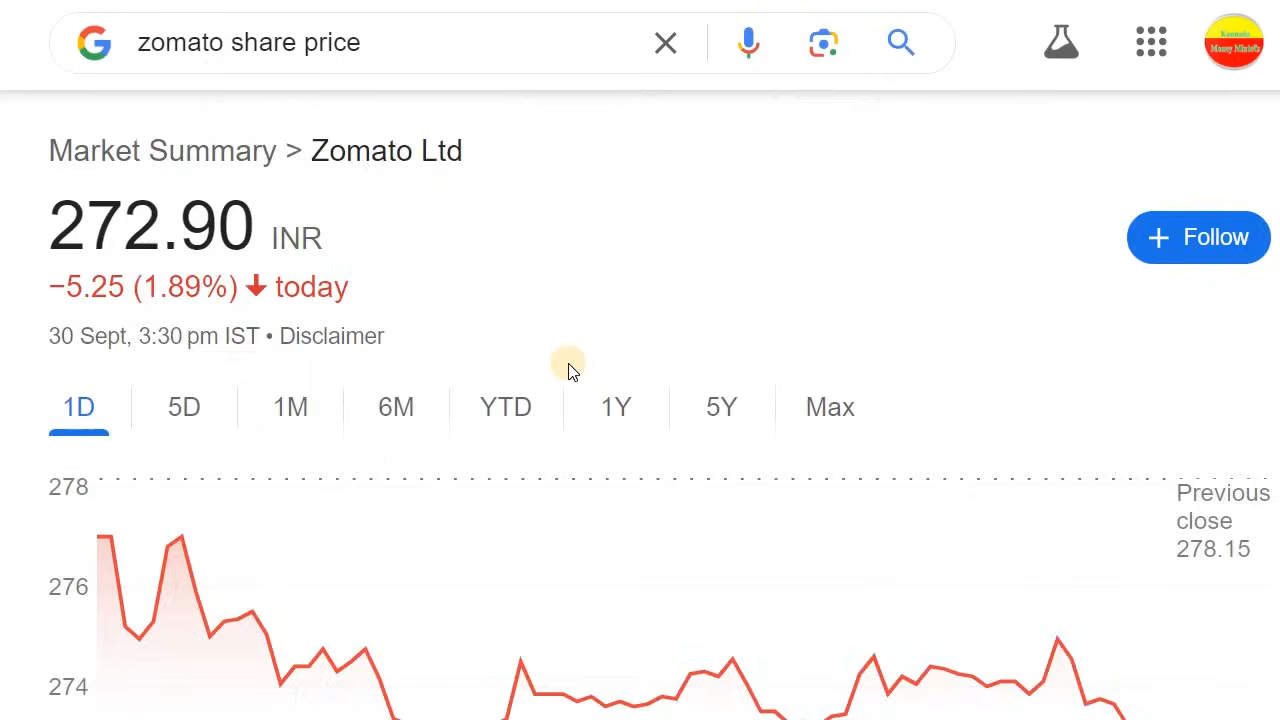 zomato share price
Market Summary > Zomato Ltd
272.90 INR
−5.25 (1.89%) ↓ today
30 Sept, 3:30 pm IST • Disclaimer
+ Follow
1D 5D 1M 6M YTD 1Y 5Y Max
278
Previous
close
278.15
276
274